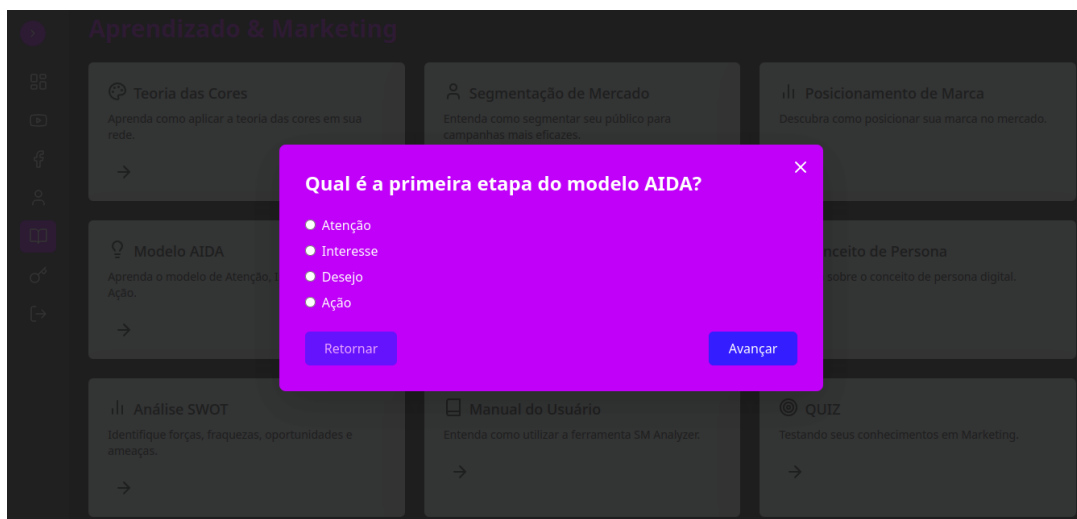 Aprendizado & Marketing
Teoria das Cores
Aprenda como aplicar a teoria das cores em sua
rede.
Segmentação de Mercado
Entenda como segmentar seu público para
campanhas mais eficazes.
Posicionamento de Marca
Descubra como posicionar sua marca no mercado.
Qual é a primeira etapa do modelo AIDA?
Atenção
Interesse
Desejo
Ação
Retornar
Avançar
Modelo AIDA
Aprenda o modelo de Atenção,
Ação.
de Persona
sobre o conceito de persona digital.
Análise SWOT
Identifique forças, fraquezas, oportunidades e
ameaças.
Manual do Usuário
Entenda como utilizar a ferramenta SM Analyzer.
QUIZ
Testando seus conhecimentos em Marketing.